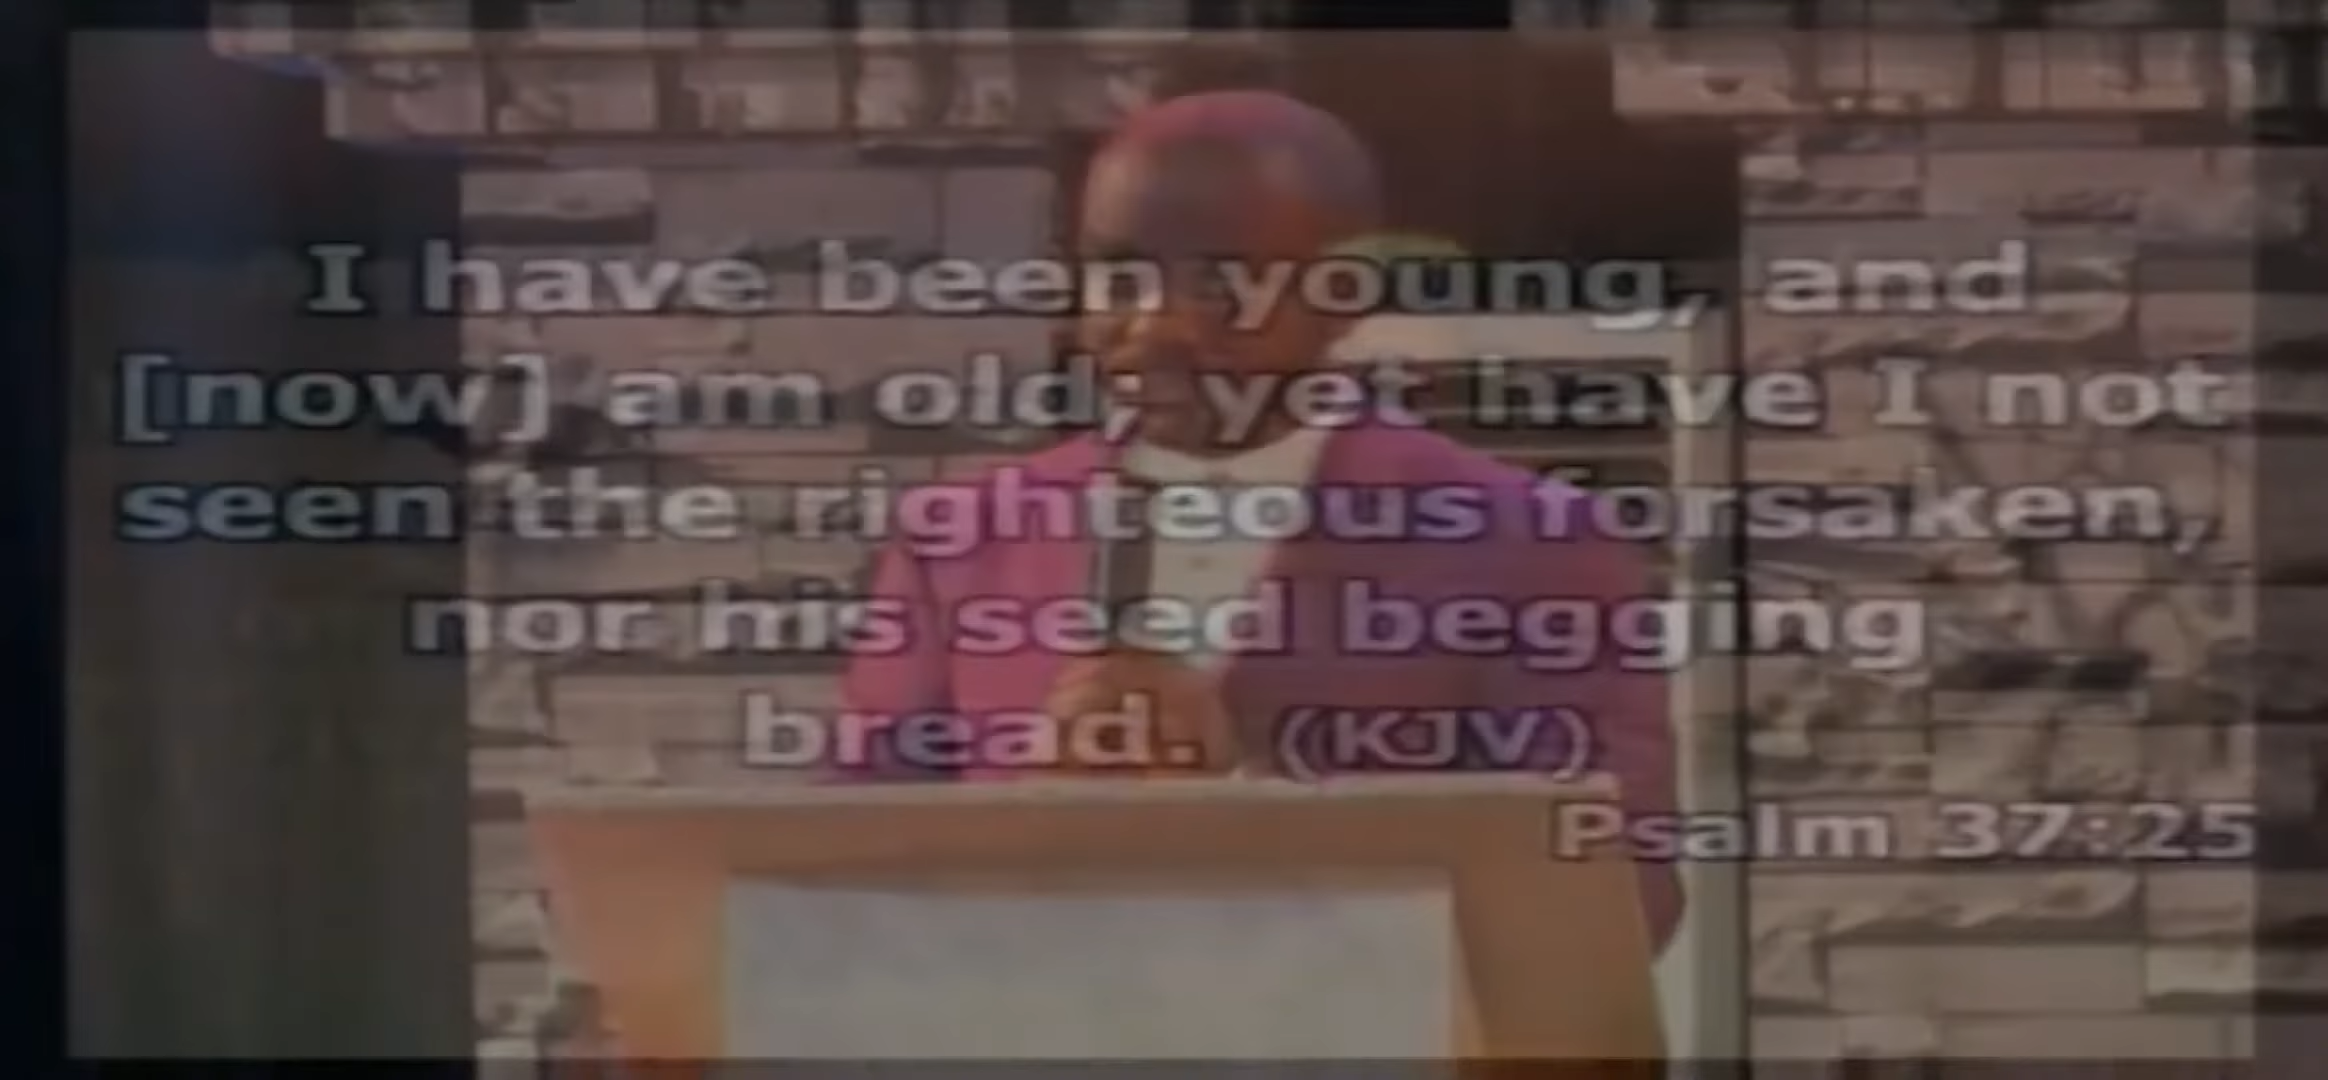 I have been young, and
[now] am old; yet have I not
seen the righteous forsaken,
nor his seed begging
bread. (KJV)
Psalm 37:25